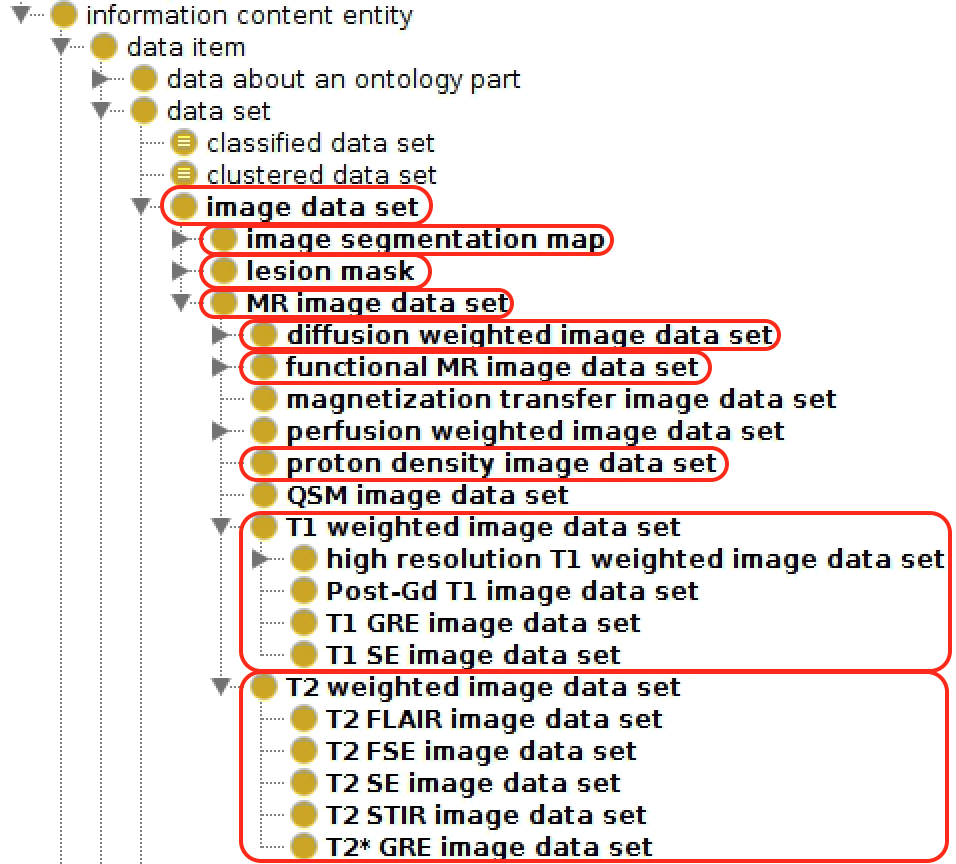 information content entity
data item
data about an ontology part
data set
classified data set
clustered data set
image data set
image segmentation map
lesion mask
MR image data set
diffusion weighted image data set
functional MR image data set
magnetization transfer image data set
perfusion weighted image data set
proton density image data set
QSM image data set
T1 weighted image data set
high resolution T1 weighted image data set
Post-Gd T1 image data set
T1 GRE image data set
T1 SE image data set
T2 weighted image data set
T2 FLAIR image data set
T2 FSE image data set
T2 SE image data set
T2 STIR image data set
T2* GRE image data set